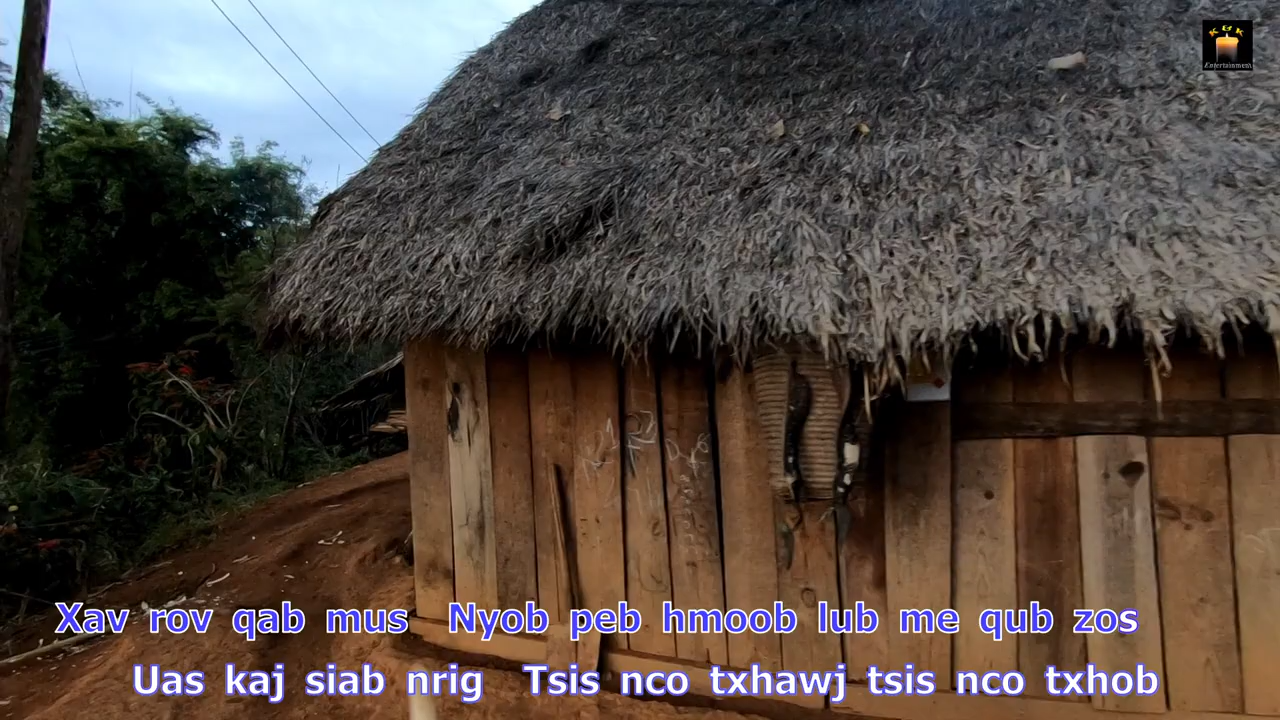 K & K
Entertainment
Xav rov qab mus Nyob peb hmoob lub me qub zos
Uas kaj siab nrig Tsis nco txhawj tsis nco txhob